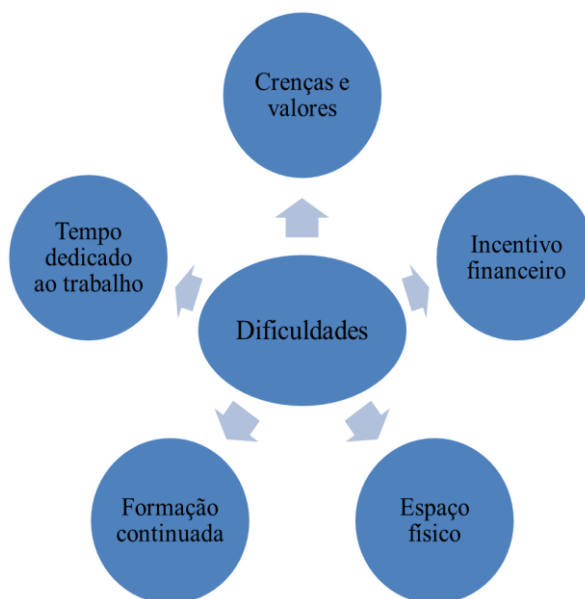 Crenças e
valores
Tempo
dedicado
ao trabalho
Incentivo
financeiro
Dificuldades
Formação
continuada
Espaço
físico